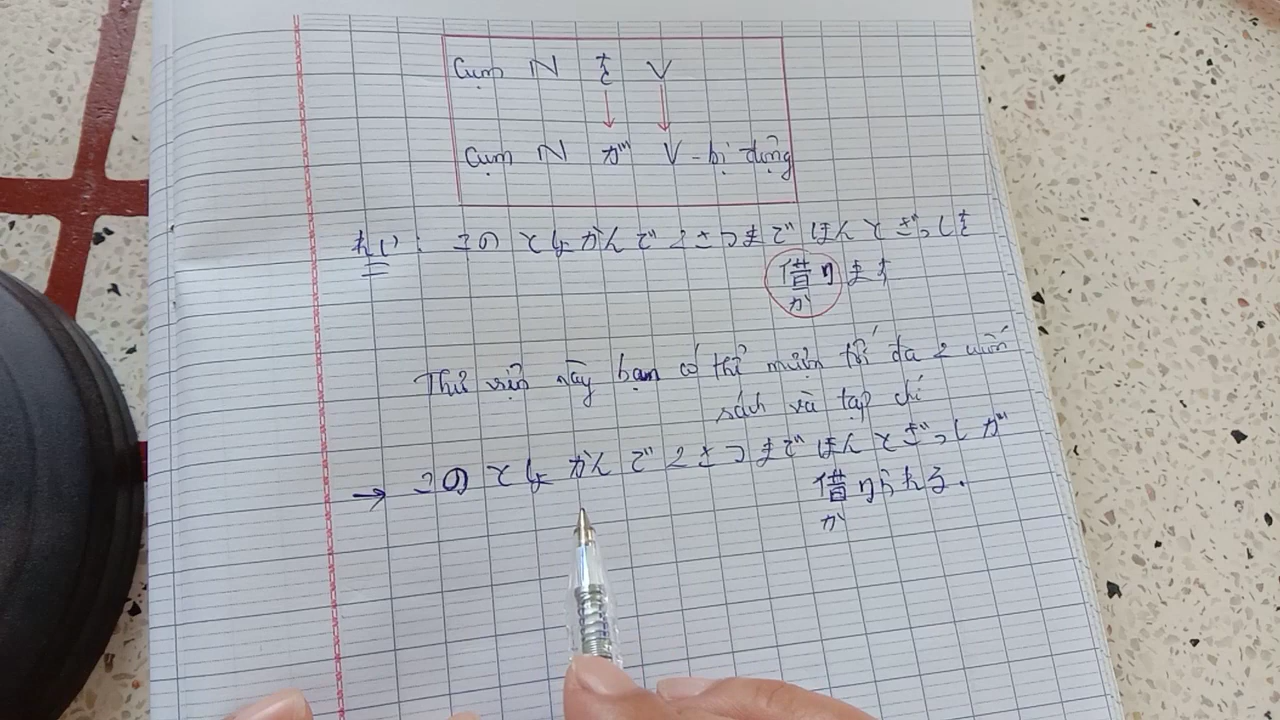 Cụm N を V
Cụm N が V - bị động
れい : このとしょかんで 2さつまで ほんと ざっしを
借ります
か
Thư viện này bạn có thể mượn tối đa 2 cuốn
sách và tạp chí
→ このとしょかんで 2さつまで ほんと ざっしが
借りられる.
か